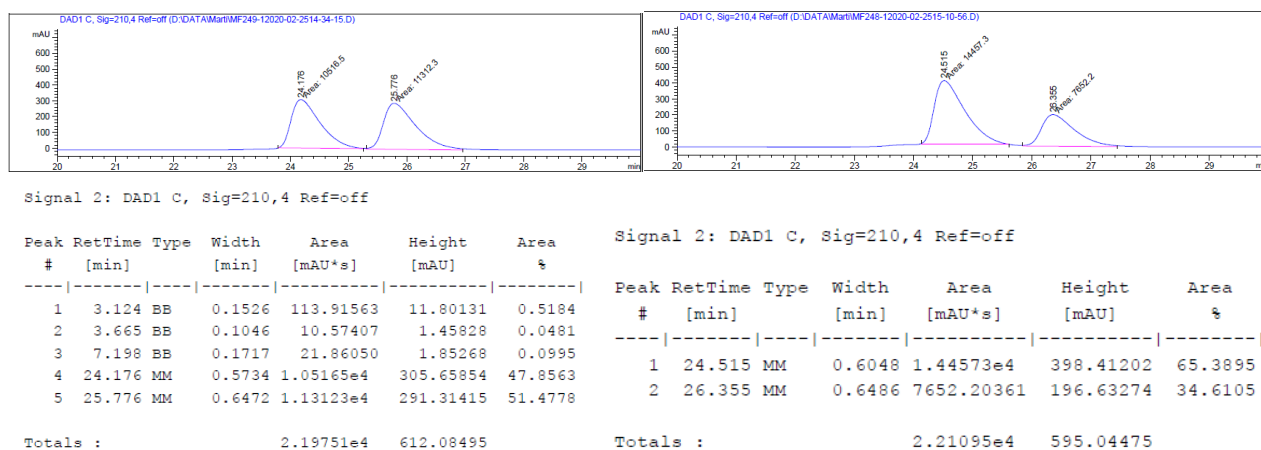 DAD1 C, Sig=210,4 Ref=off (D:\DATA\Marti\MF249-12020-02-2514-34-15.D)
mAU
600
500
400
300
200
100
0
24.176
Area: 10516.5
25.776
Area: 11312.3
20 21 22 23 24 25 26 27 28 29 min
DAD1 C, Sig=210,4 Ref=off (D:\DATA\Marti\MF248-12020-02-2515-10-56.D)
mAU
600
500
400
300
200
100
0
24.515
Area: 14457.3
26.355
Area: 7652.2
20 21 22 23 24 25 26 27 28 29
Signal 2: DAD1 C, Sig=210,4 Ref=off
Peak RetTime Type Width Area Height Area
# [min] [min] [mAU*s] [mAU] %
----|-------|----|-------|----------|----------|--------|
1 3.124 BB 0.1526 113.91563 11.80131 0.5184
2 3.665 BB 0.1046 10.57407 1.45828 0.0481
3 7.198 BB 0.1717 21.86050 1.85268 0.0995
4 24.176 MM 0.5734 1.05165e4 305.65854 47.8563
5 25.776 MM 0.6472 1.13123e4 291.31415 51.4778
Totals : 2.19751e4 612.08495
Signal 2: DAD1 C, Sig=210,4 Ref=off
Peak RetTime Type Width Area Height Area
# [min] [min] [mAU*s] [mAU] %
----|-------|----|-------|----------|----------|--------|
1 24.515 MM 0.6048 1.44573e4 398.41202 65.3895
2 26.355 MM 0.6486 7652.20361 196.63274 34.6105
Totals : 2.21095e4 595.04475